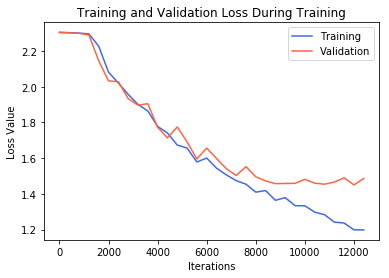 Training and Validation Loss During Training
Training
Validation
2.2
2.0
1.8
1.6
1.4
1.2
Loss Value
0
2000
4000
6000
8000
10000
12000
Iterations